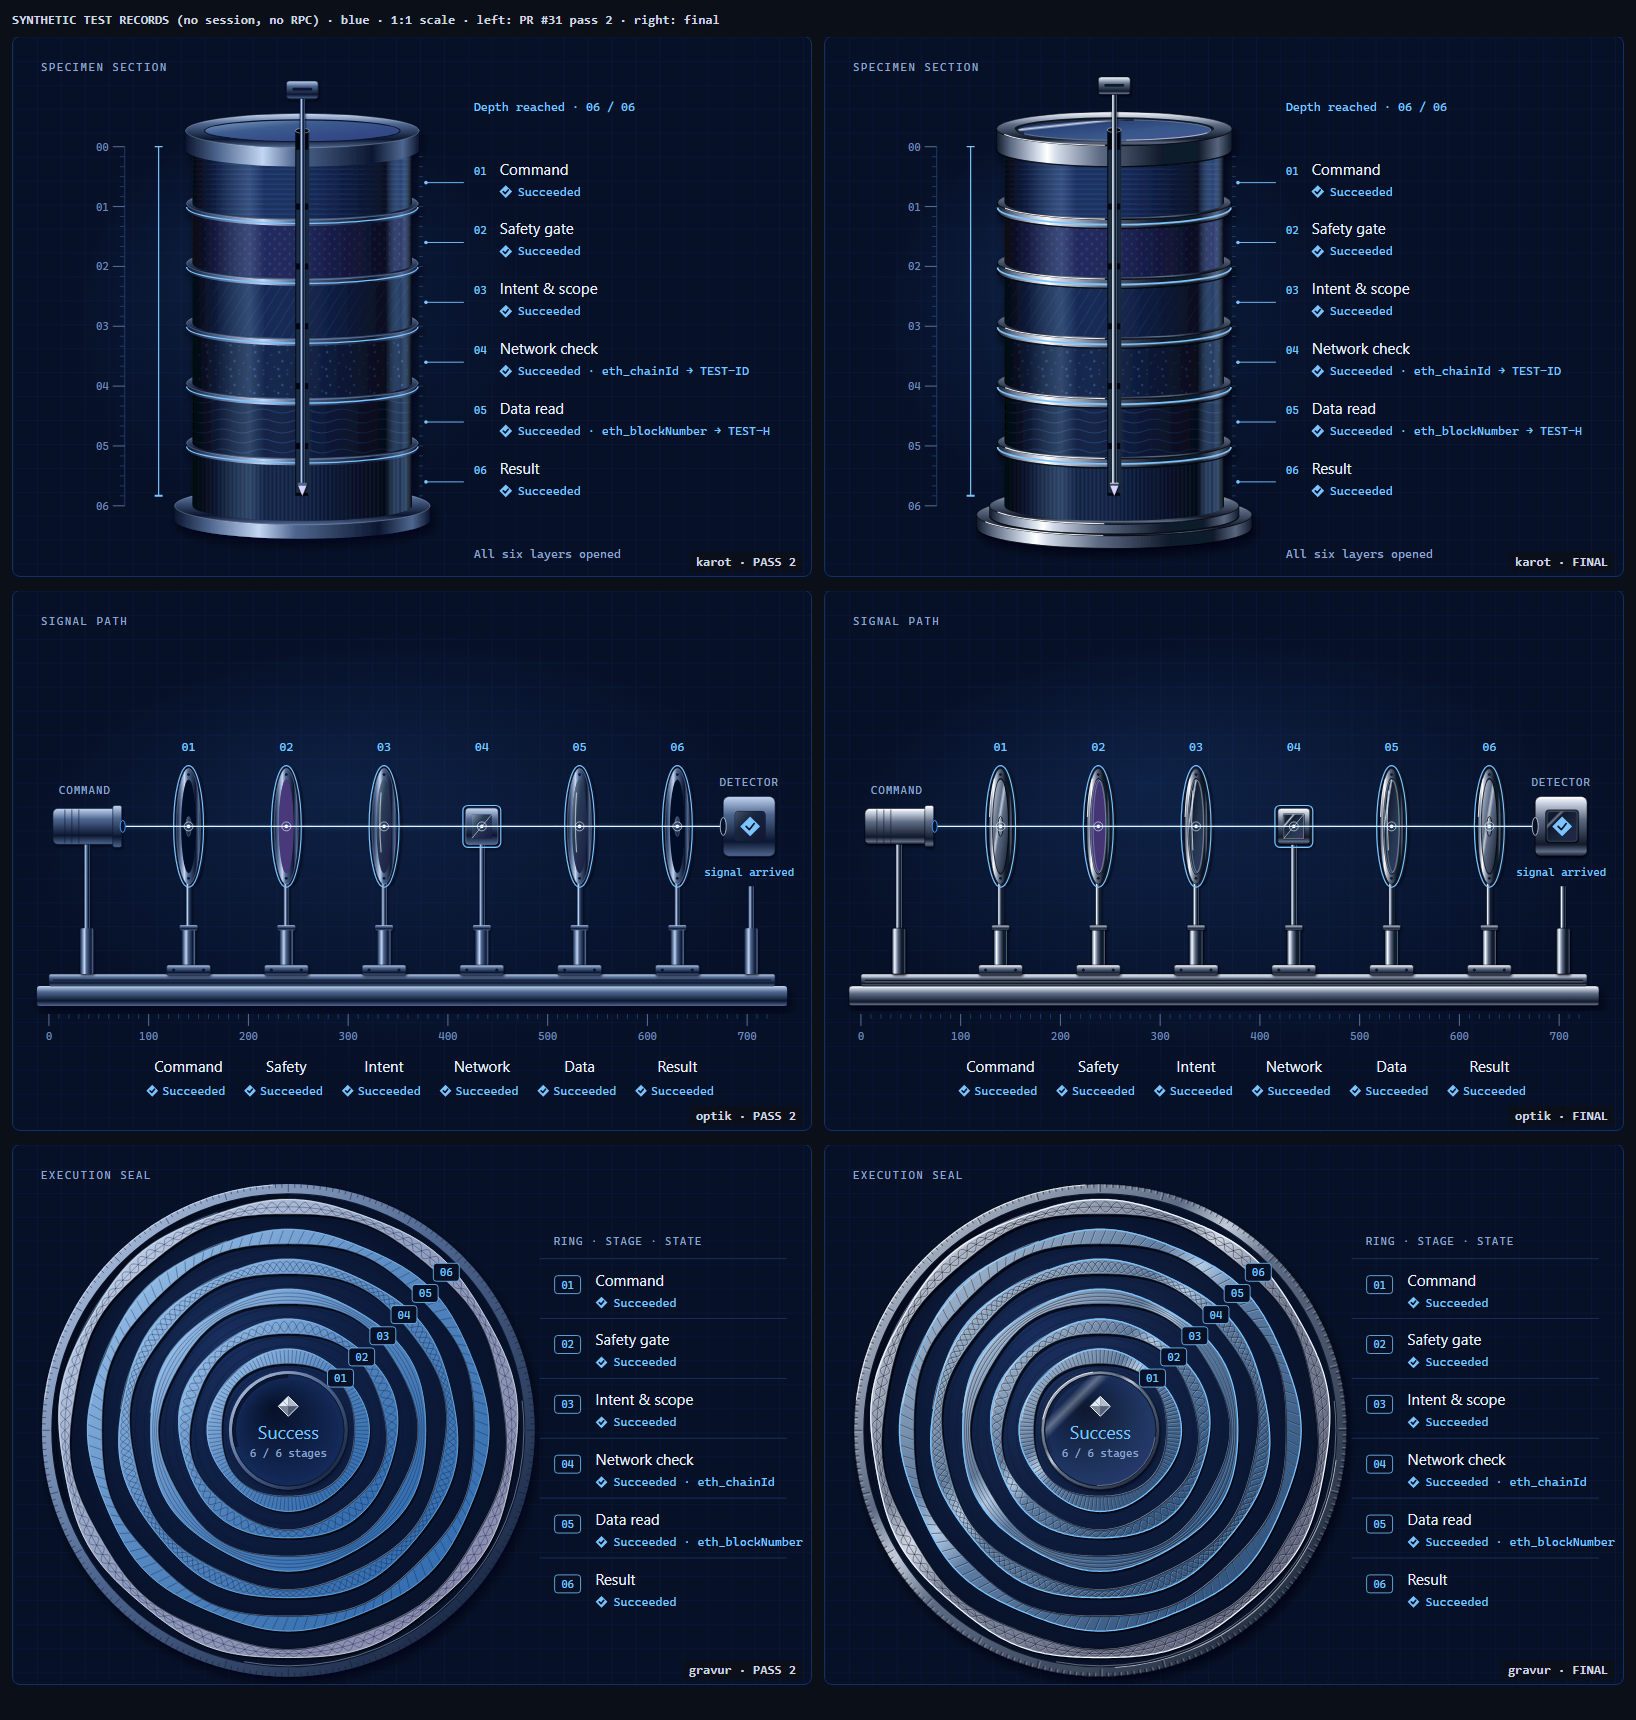 SYNTHETIC TEST RECORDS (no session, no RPC) · blue · 1:1 scale · left: PR #31 pass 2 · right: final
SPECIMEN SECTION
Depth reached · 06 / 06
00
01
02
03
04
05
06
01 Command
Succeeded
02 Safety gate
Succeeded
03 Intent & scope
Succeeded
04 Network check
Succeeded · eth_chainId → TEST-ID
05 Data read
Succeeded · eth_blockNumber → TEST-H
06 Result
Succeeded
All six layers opened
karot · PASS 2
SPECIMEN SECTION
Depth reached · 06 / 06
00
01
02
03
04
05
06
01 Command
Succeeded
02 Safety gate
Succeeded
03 Intent & scope
Succeeded
04 Network check
Succeeded · eth_chainId → TEST-ID
05 Data read
Succeeded · eth_blockNumber → TEST-H
06 Result
Succeeded
All six layers opened
karot · FINAL
SIGNAL PATH
01 02 03 04 05 06
COMMAND
DETECTOR
signal arrived
0 100 200 300 400 500 600 700
Command Safety Intent Network Data Result
Succeeded Succeeded Succeeded Succeeded Succeeded Succeeded
optik · PASS 2
SIGNAL PATH
01 02 03 04 05 06
COMMAND
DETECTOR
signal arrived
0 100 200 300 400 500 600 700
Command Safety Intent Network Data Result
Succeeded Succeeded Succeeded Succeeded Succeeded Succeeded
optik · FINAL
EXECUTION SEAL
06
05
04
03
02
01
Success
6 / 6 stages
RING · STAGE · STATE
01 Command
Succeeded
02 Safety gate
Succeeded
03 Intent & scope
Succeeded
04 Network check
Succeeded · eth_chainId
05 Data read
Succeeded · eth_blockNumber
06 Result
Succeeded
gravur · PASS 2
EXECUTION SEAL
06
05
04
03
02
01
Success
6 / 6 stages
RING · STAGE · STATE
01 Command
Succeeded
02 Safety gate
Succeeded
03 Intent & scope
Succeeded
04 Network check
Succeeded · eth_chainId
05 Data read
Succeeded · eth_blockNumber
06 Result
Succeeded
gravur · FINAL